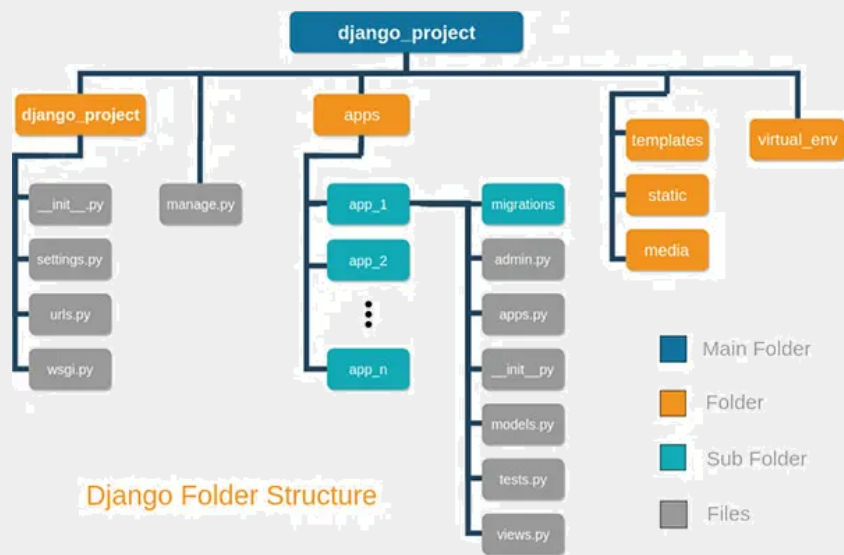 django_project
django_project
apps
templates
virtual_env
static
media
__init__.py
settings.py
urls.py
wsgi.py
manage.py
app_1
app_2
app_n
migrations
admin.py
apps.py
__init__py
models.py
tests.py
views.py
Main Folder
Folder
Sub Folder
Files
Django Folder Structure